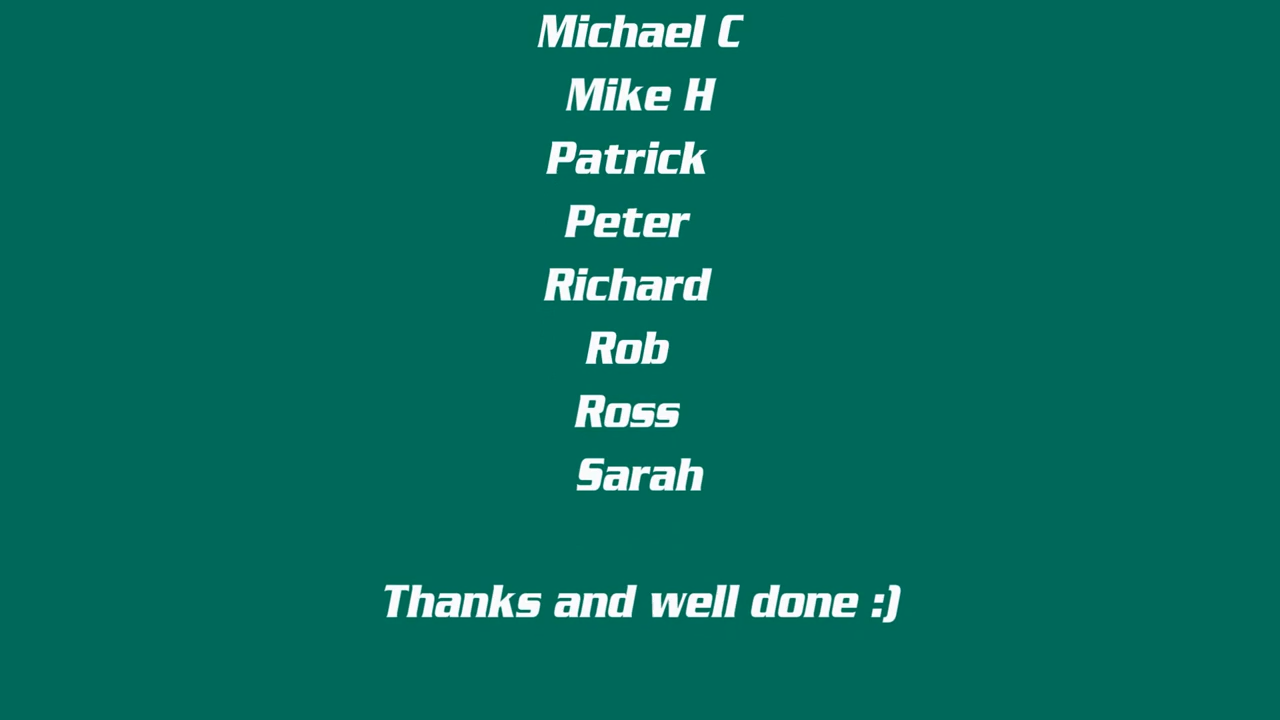 Michael C
Mike H
Patrick
Peter
Richard
Rob
Ross
Sarah
Thanks and well done :)